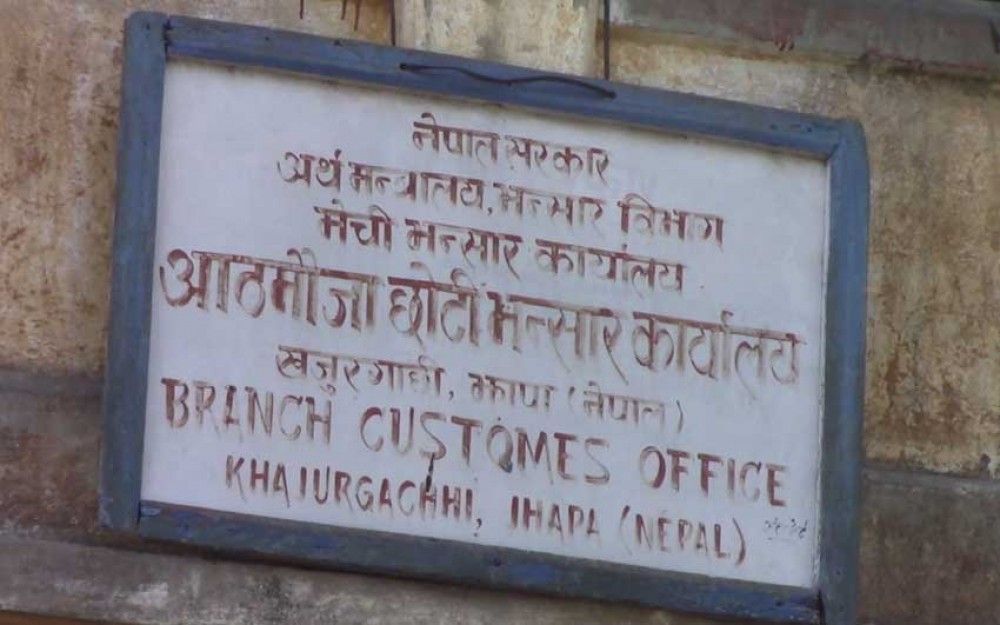 नेपाल सरकार
अर्थ मन्त्रालय, भन्सार विभाग
मेची भन्सार कार्यालय
आठमौजा छोटी भन्सार कार्यालय
खजुरगाछी, झापा (नेपाल)
BRANCH CUSTOMES OFFICE
KHAJURGACHHI, JHAPA (NEPAL)